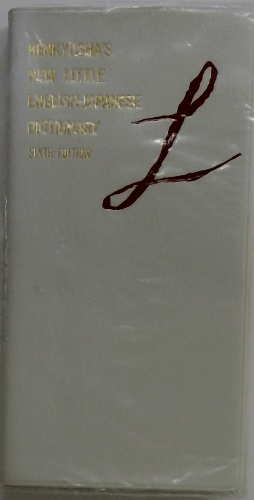 KENKYUSHA'S
NEW LITTLE
ENGLISH-JAPANESE
DICTIONARY
SIXTH EDITION
L